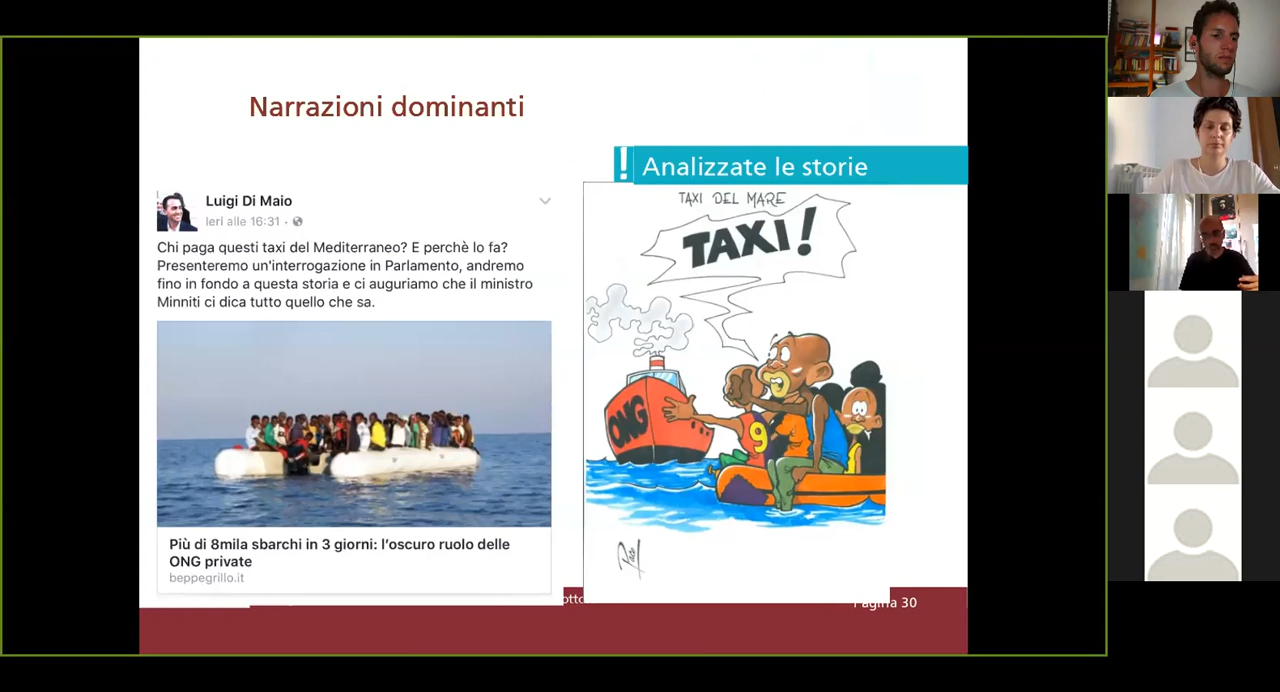 Narrazioni dominanti
! Analizzate le storie
Luigi Di Maio
Ieri alle 16:31 ·
Chi paga questi taxi del Mediterraneo? E perchè lo fa?
Presenteremo un'interrogazione in Parlamento, andremo
fino in fondo a questa storia e ci auguriamo che il ministro
Minniti ci dica tutto quello che sa.
Più di 8mila sbarchi in 3 giorni: l'oscuro ruolo delle
ONG private
beppegrillo.it
TAXI DEL MARE
TAXI!
ONG
9
Pace
otto
Pagina 30